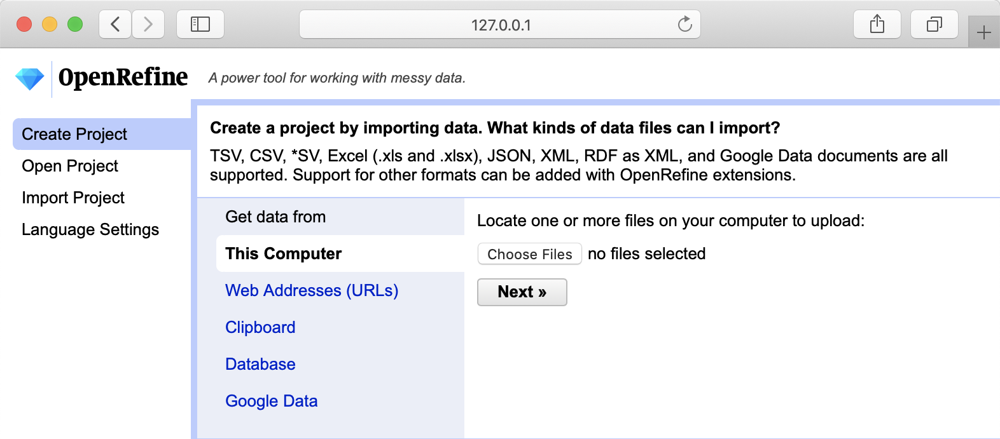 127.0.0.1
OpenRefine
A power tool for working with messy data.
Create Project
Open Project
Import Project
Language Settings
Create a project by importing data. What kinds of data files can I import?
TSV, CSV, *SV, Excel (.xls and .xlsx), JSON, XML, RDF as XML, and Google Data documents are all
supported. Support for other formats can be added with OpenRefine extensions.
Get data from
This Computer
Web Addresses (URLs)
Clipboard
Database
Google Data
Locate one or more files on your computer to upload:
Choose Files no files selected
Next »